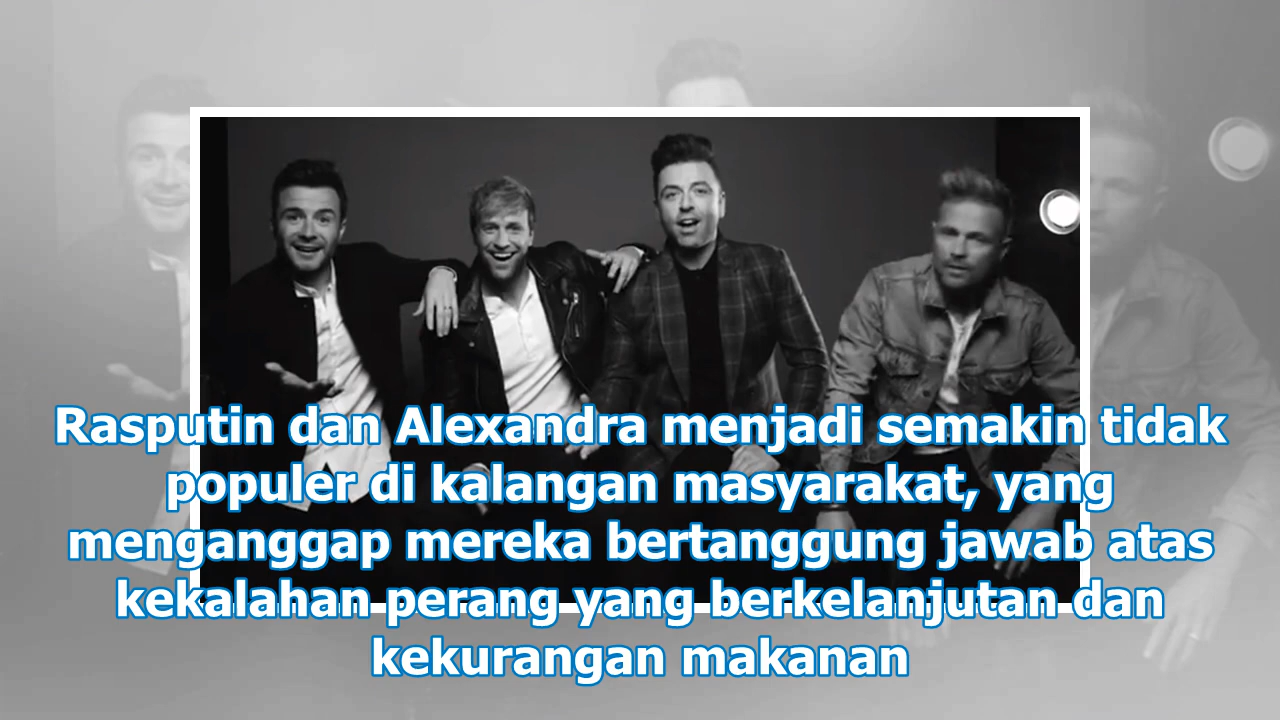 Rasputin dan Alexandra menjadi semakin tidak
populer di kalangan masyarakat, yang
menganggap mereka bertanggung jawab atas
kekalahan perang yang berkelanjutan dan
kekurangan makanan